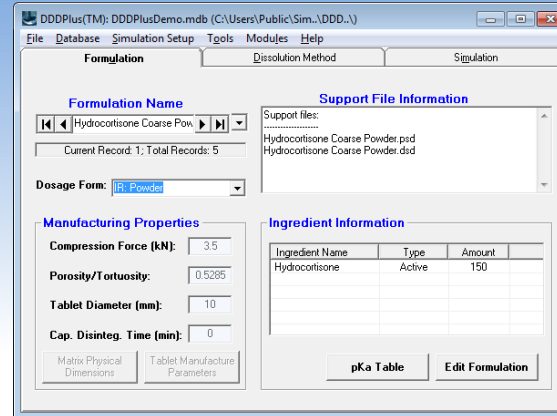 DDDPlus(TM): DDDPlusDemo.mdb (C:\Users\Public\Sim..\DDD..\)
File Database Simulation Setup Tools Modules Help
Formulation Dissolution Method Simulation
Formulation Name
Hydrocortisone Coarse Pow
Current Record: 1; Total Records: 5
Dosage Form: IR: Powder
Support File Information
Support files:
--------------------
Hydrocortisone Coarse Powder.psd
Hydrocortisone Coarse Powder.dsd
Manufacturing Properties
Compression Force (kN): 3.5
Porosity/Tortuosity: 0.5285
Tablet Diameter (mm): 10
Cap. Disinteg. Time (min): 0
Matrix Physical Dimensions
Tablet Manufacture Parameters
Ingredient Information
Ingredient Name Type Amount
Hydrocortisone Active 150
pKa Table Edit Formulation